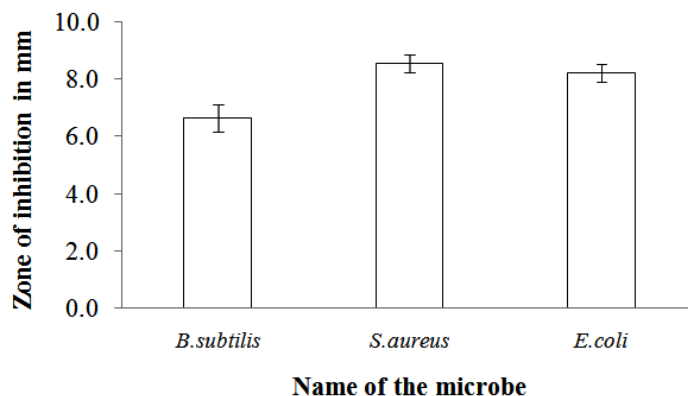 Zone of inhibition in mm
10.0
8.0
6.0
4.0
2.0
0.0
B.subtilis S.aureus E.coli
Name of the microbe